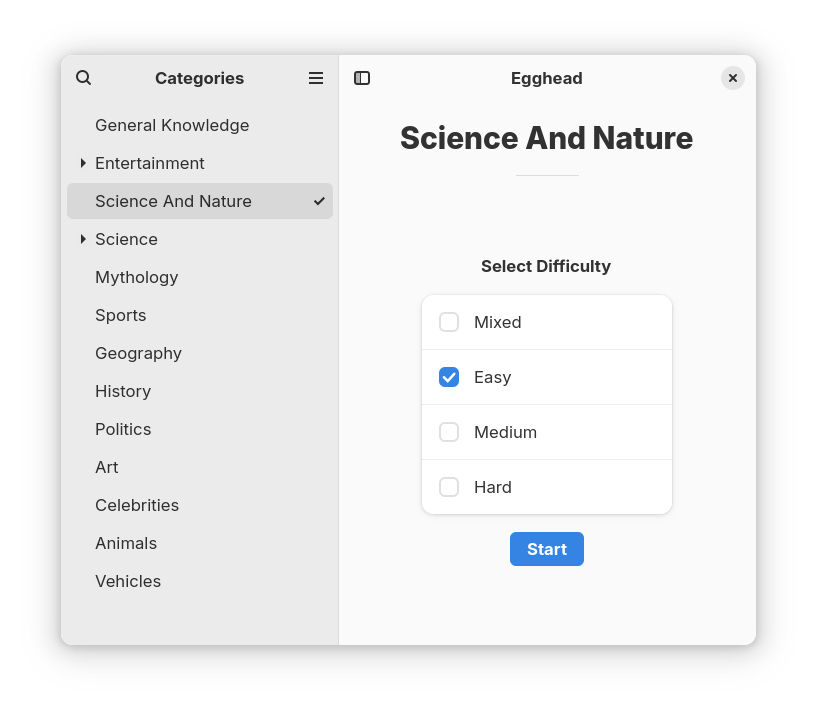 Categories
General Knowledge
Entertainment
Science And Nature
Science
Mythology
Sports
Geography
History
Politics
Art
Celebrities
Animals
Vehicles
Egghead
Science And Nature
Select Difficulty
Mixed
Easy
Medium
Hard
Start